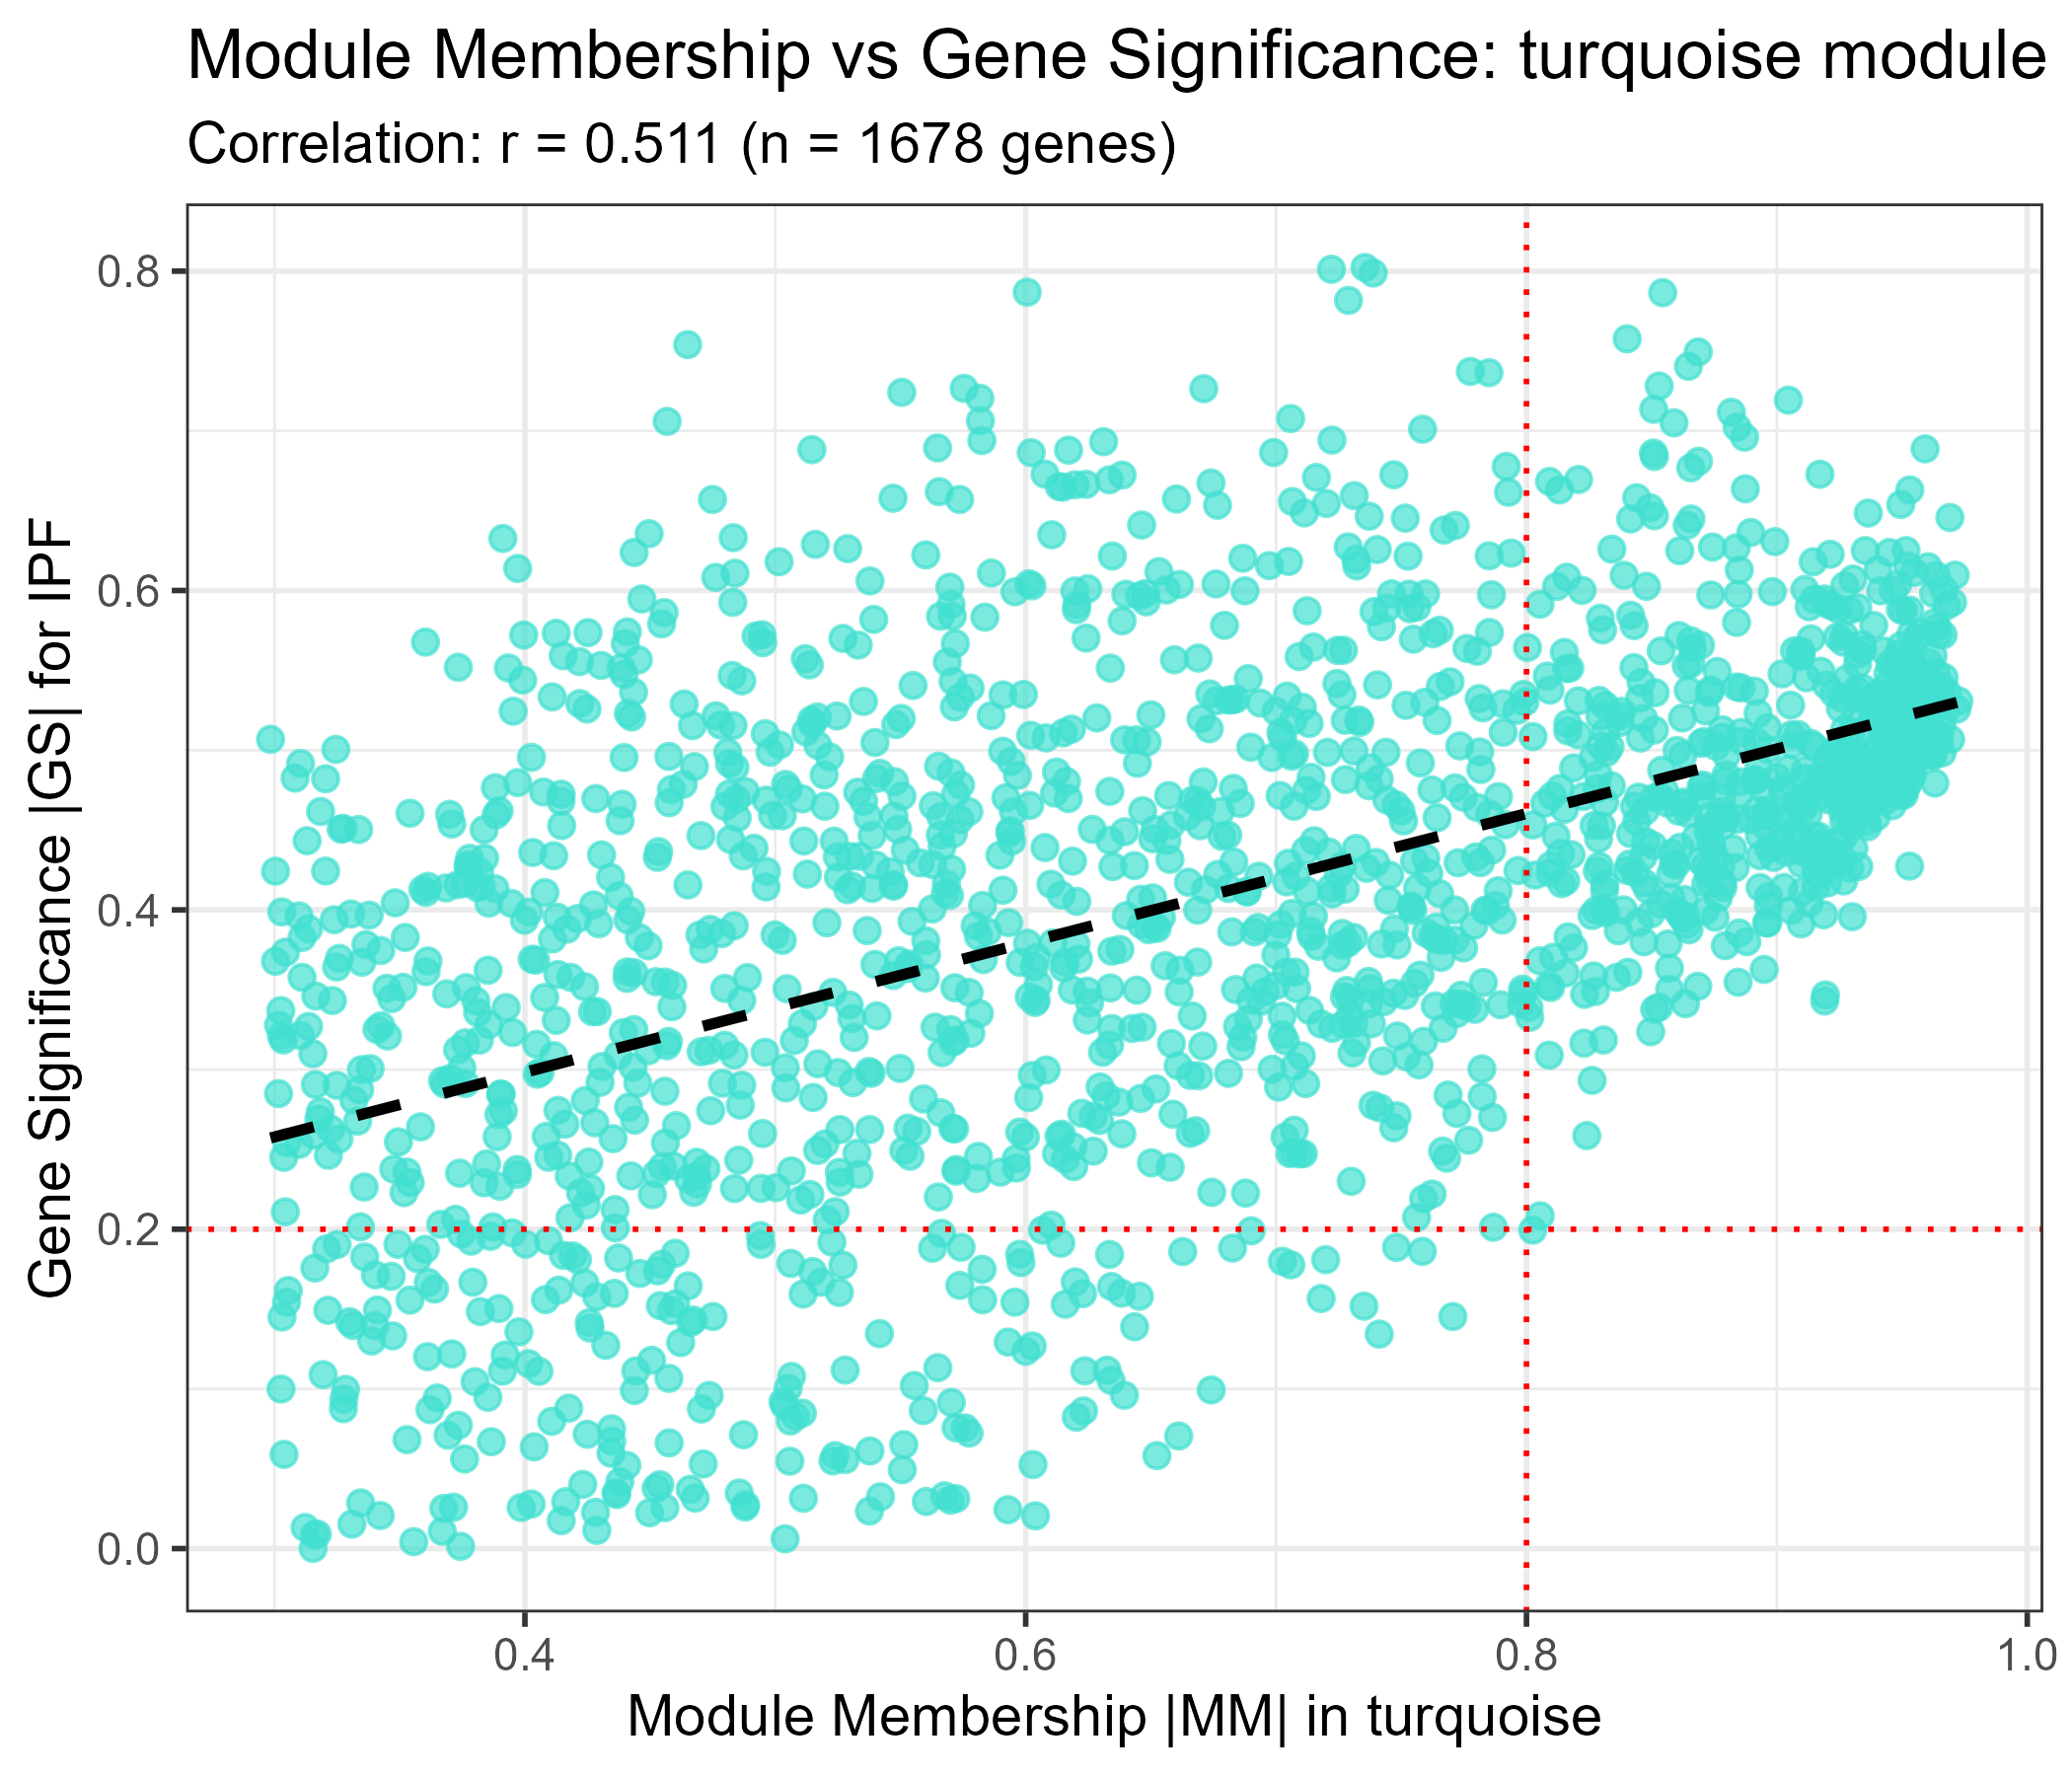 Module Membership vs Gene Significance: turquoise module
Correlation: r = 0.511 (n = 1678 genes)
Gene Significance |GS| for IPF
0.8
0.6
0.4
0.2
0.0
0.4
0.6
0.8
1.0
Module Membership |MM| in turquoise